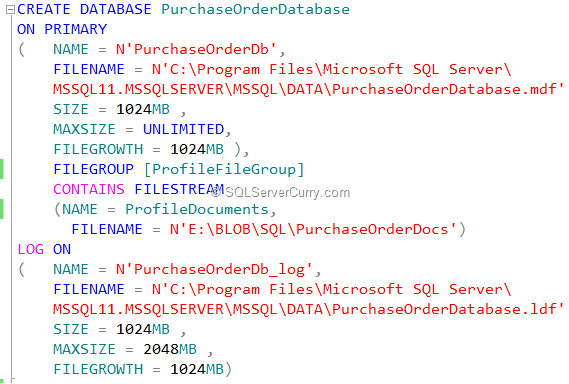 CREATE DATABASE PurchaseOrderDatabase
ON PRIMARY
(   NAME = N'PurchaseOrderDb',
    FILENAME = N'C:\Program Files\Microsoft SQL Server\
    MSSQL11.MSSQLSERVER\MSSQL\DATA\PurchaseOrderDatabase.mdf'
    SIZE = 1024MB ,
    MAXSIZE = UNLIMITED,
    FILEGROWTH = 1024MB ),
    FILEGROUP [ProfileFileGroup]
    CONTAINS FILESTREAM
© SQLServerCurry.com
    (NAME = ProfileDocuments,
      FILENAME = N'E:\BLOB\SQL\PurchaseOrderDocs')
LOG ON
(   NAME = N'PurchaseOrderDb_log',
    FILENAME = N'C:\Program Files\Microsoft SQL Server\
    MSSQL11.MSSQLSERVER\MSSQL\DATA\PurchaseOrderDatabase.ldf'
    SIZE = 1024MB ,
    MAXSIZE = 2048MB ,
    FILEGROWTH = 1024MB)